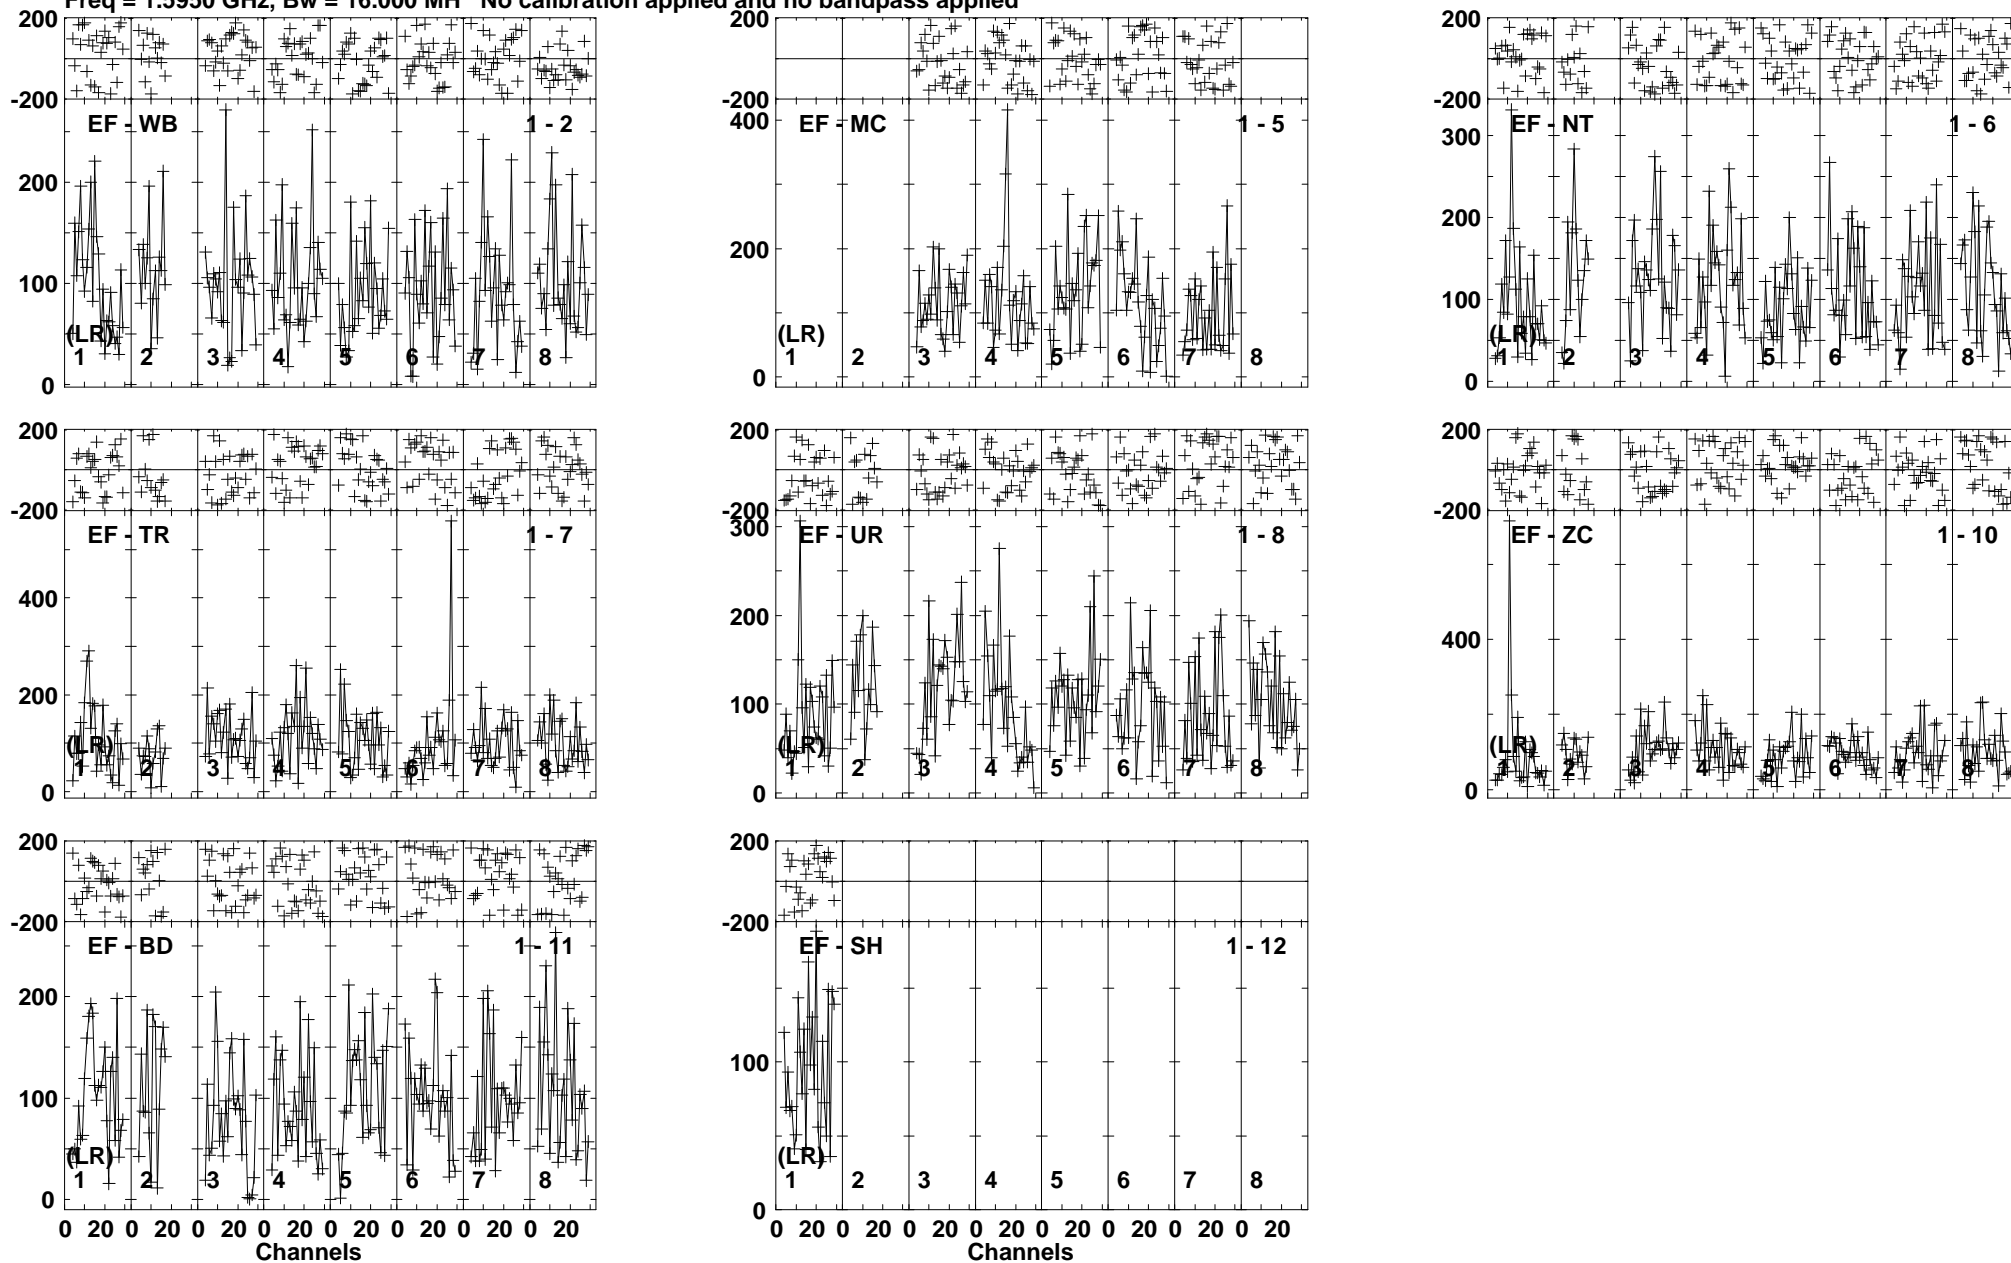 Freq = 1.5950 GHz, Bw = 16.000 MH No calibration applied and no bandpass applied
200
-200
EF - WB 1 - 2
200
100
0
(LR)
1 2 3 4 5 6 7 8
200
-200
EF - MC 1 - 5
400
200
0
(LR)
1 2 3 4 5 6 7 8
200
-200
EF - NT 1 - 6
300
200
100
0
(LR)
1 2 3 4 5 6 7 8
200
-200
EF - TR 1 - 7
400
200
0
(LR)
1 2 3 4 5 6 7 8
200
-200
EF - UR 1 - 8
300
200
100
0
(LR)
1 2 3 4 5 6 7 8
200
-200
EF - ZC 1 - 10
400
0
(LR)
1 2 3 4 5 6 7 8
200
-200
EF - BD 1 - 11
200
100
0
(LR)
1 2 3 4 5 6 7 8
0 20 0 20 0 20 0 20 0 20 0 20 0 20 0 20
Channels
200
-200
EF - SH 1 - 12
100
0
(LR)
1 2 3 4 5 6 7 8
0 20 0 20 0 20 0 20 0 20 0 20 0 20 0 20
Channels